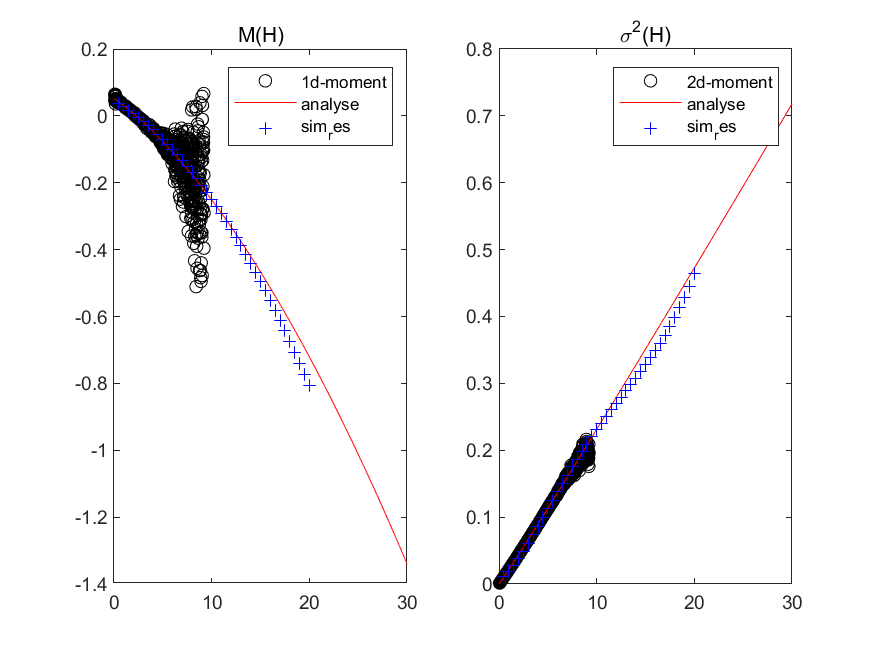 M(H)
0.2
0
-0.2
-0.4
-0.6
-0.8
-1
-1.2
-1.4
0 10 20 30
1d-moment
analyse
sim_res
σ²(H)
0.8
0.7
0.6
0.5
0.4
0.3
0.2
0.1
0
0 10 20 30
2d-moment
analyse
sim_res